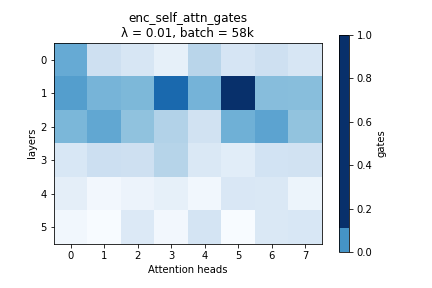 enc_self_attn_gates
λ = 0.01, batch = 58k
0
1
2
3
4
5
layers
0 1 2 3 4 5 6 7
Attention heads
1.0
0.8
0.6
0.4
0.2
0.0
gates